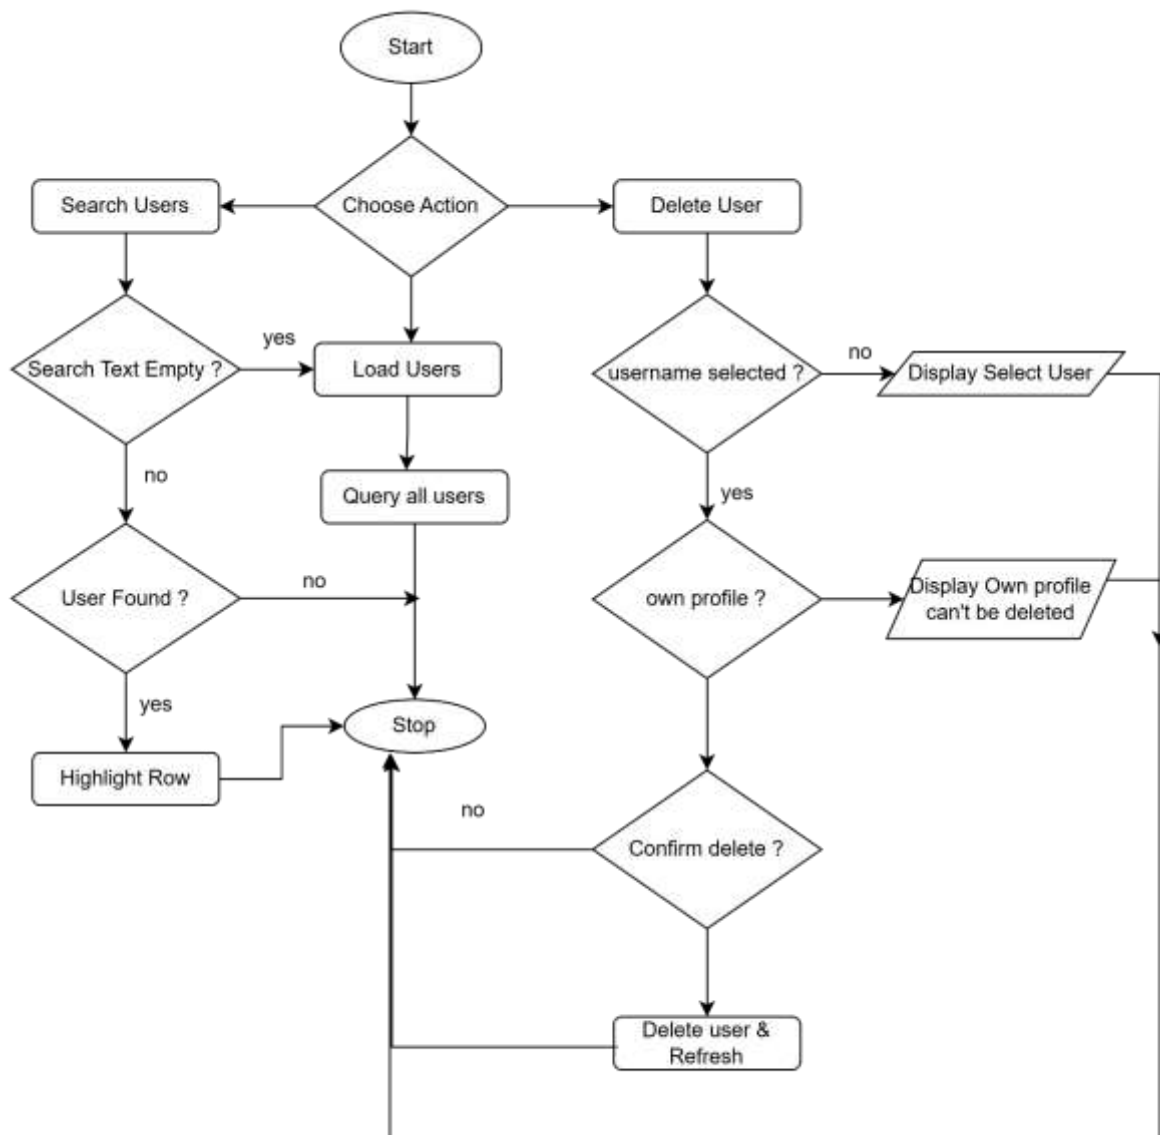 Start
Search Users
Choose Action
Delete User
Search Text Empty ?
yes
Load Users
username selected ?
no
Display Select User
no
Query all users
yes
User Found ?
no
own profile ?
Display Own profile
can't be deleted
yes
Stop
Highlight Row
no
Confirm delete ?
Delete user &
Refresh